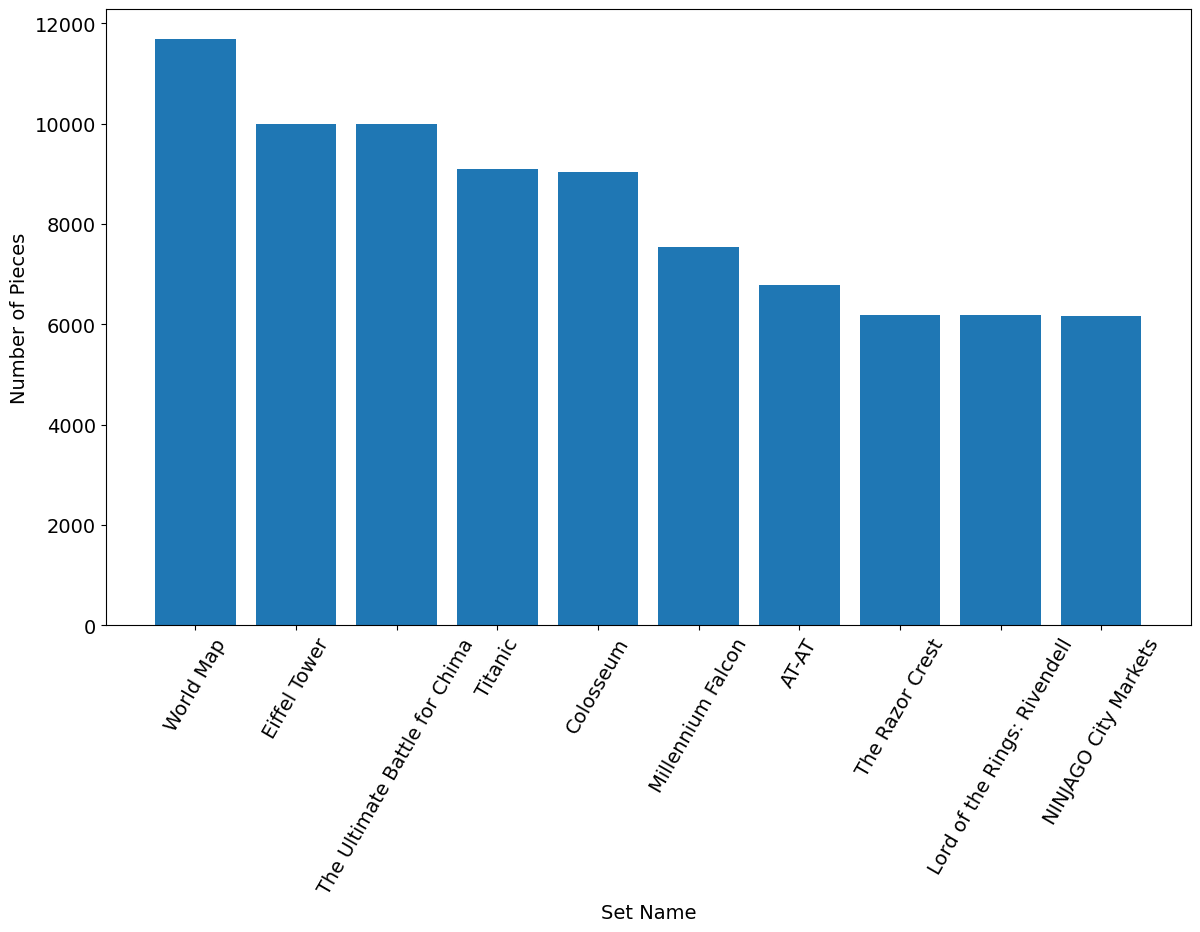 12000
10000
8000
6000
4000
2000
0
Number of Pieces
World Map
Eiffel Tower
The Ultimate Battle for Chima
Titanic
Colosseum
Millennium Falcon
AT-AT
The Razor Crest
Lord of the Rings: Rivendell
NINJAGO City Markets
Set Name